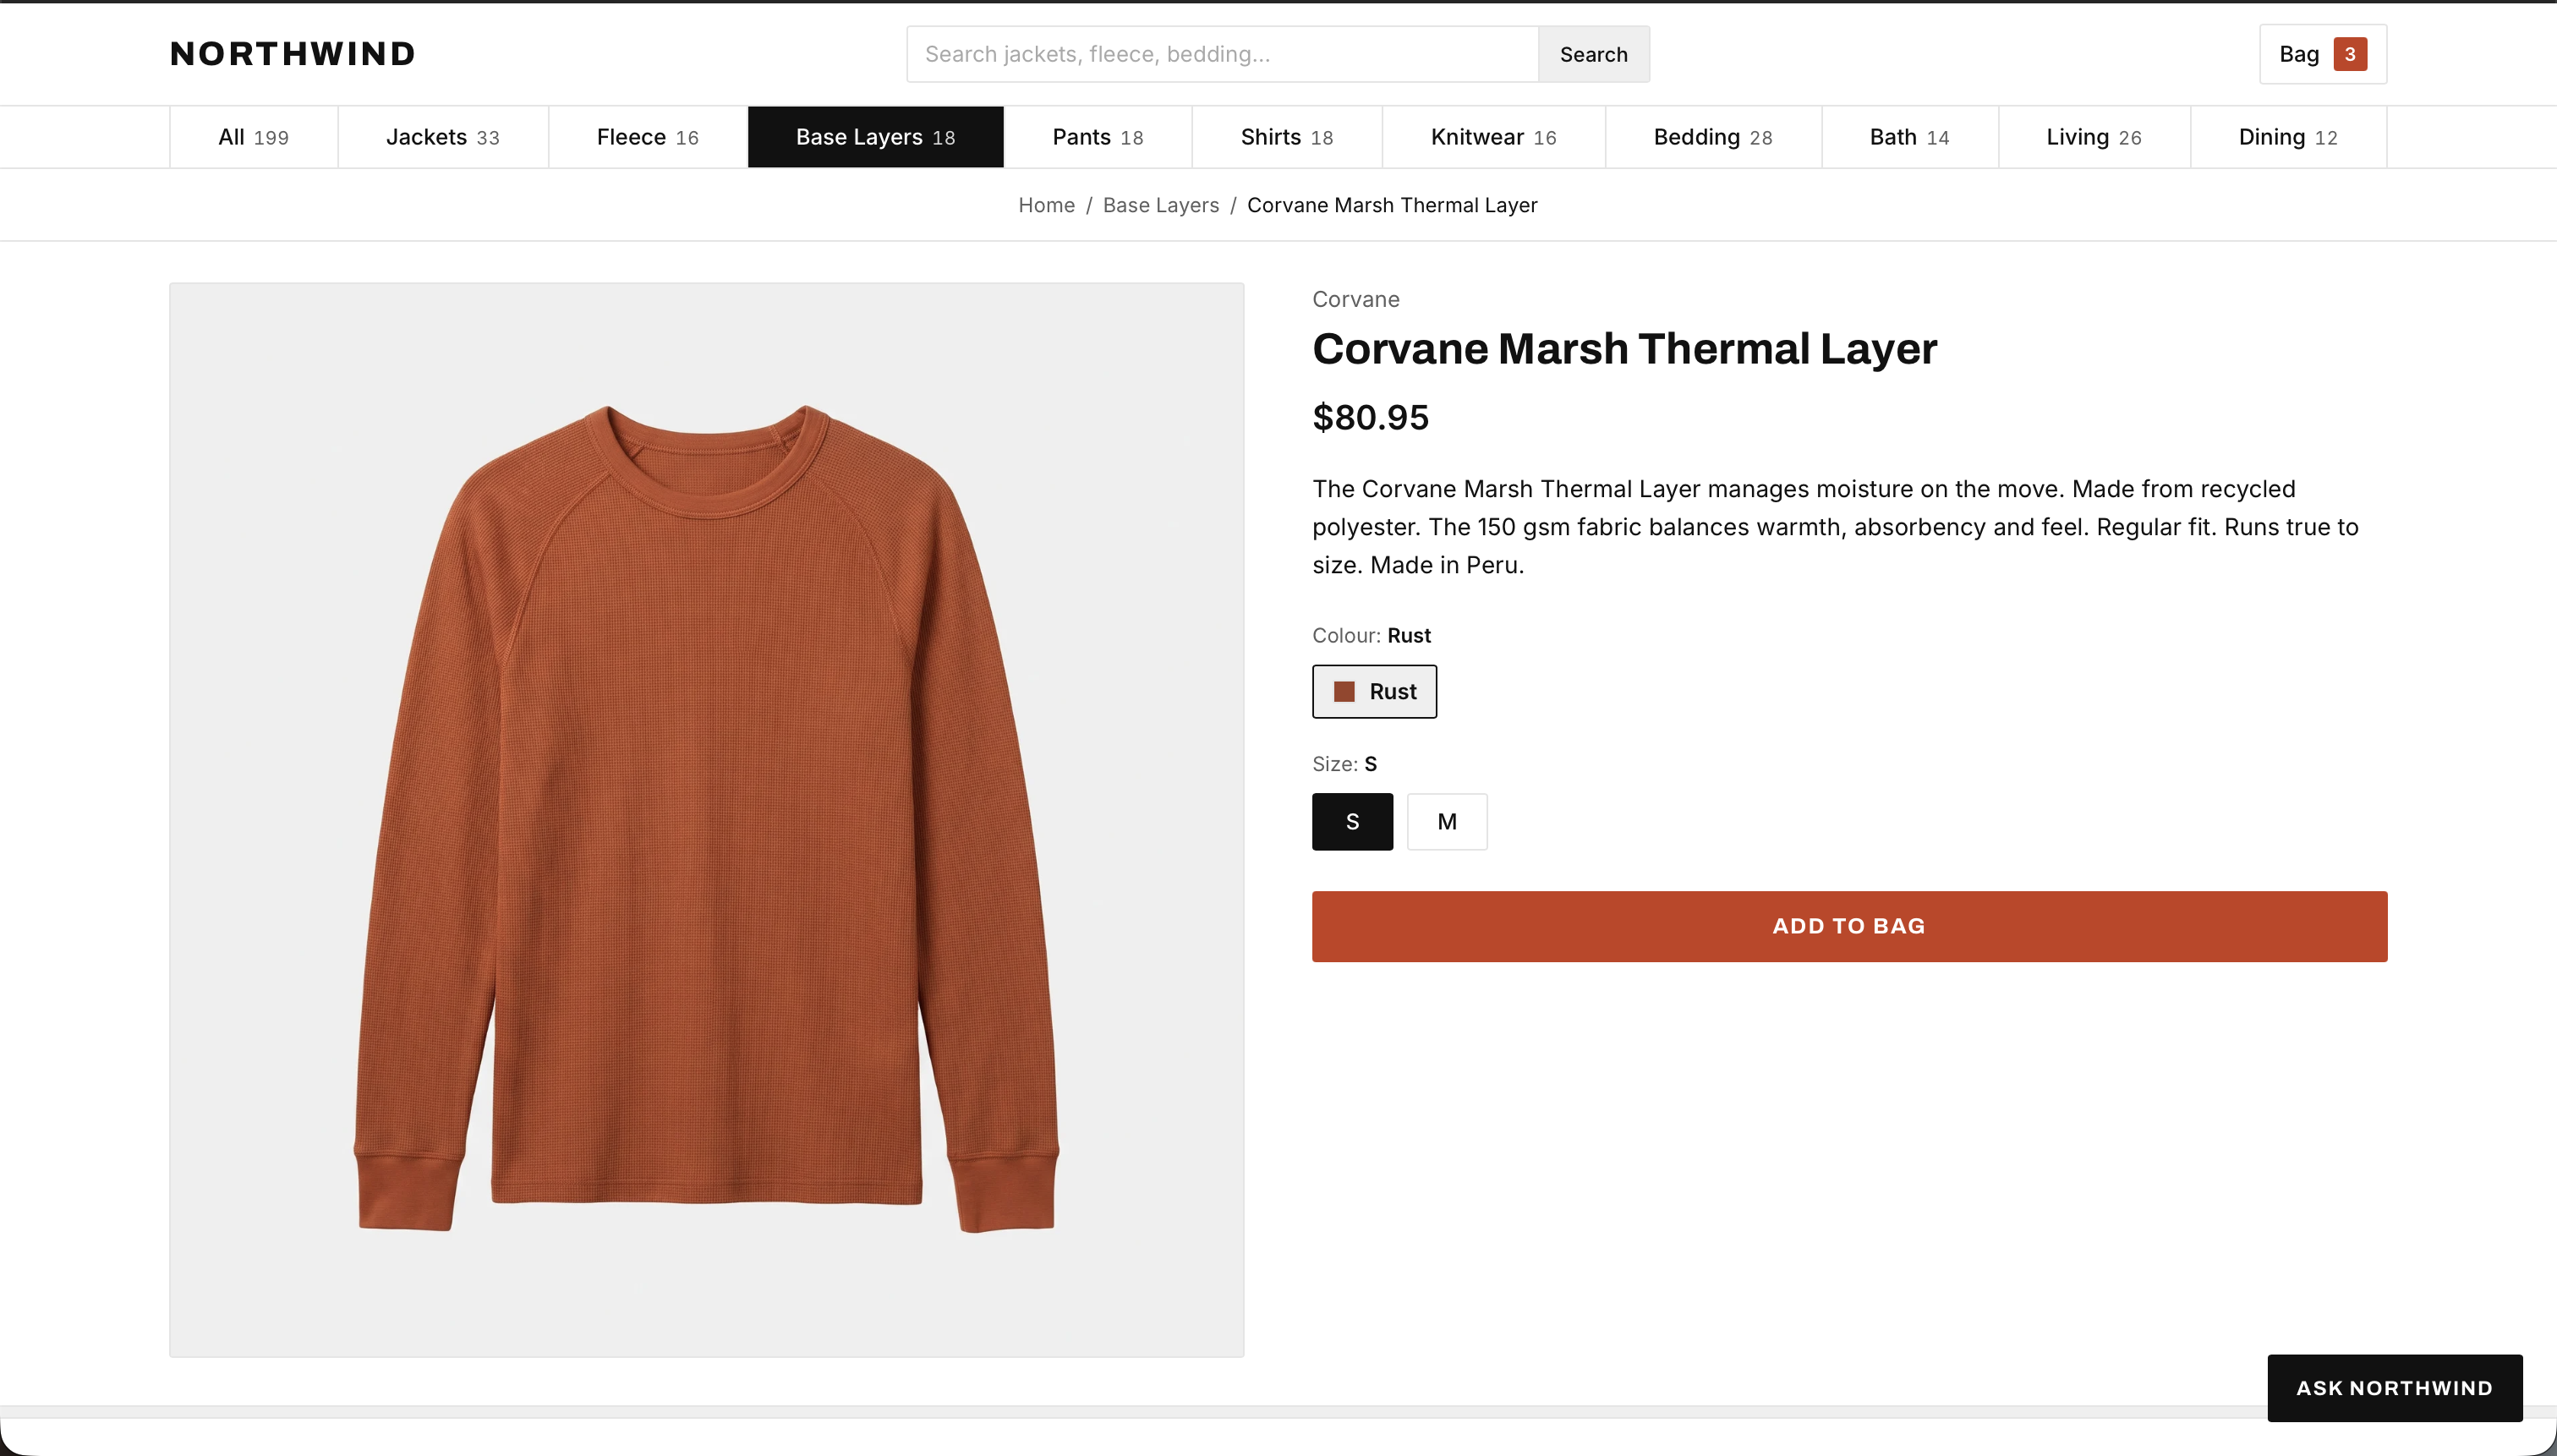 NORTHWIND
Search jackets, fleece, bedding...
Search
Bag 3
All 199
Jackets 33
Fleece 16
Base Layers 18
Pants 18
Shirts 18
Knitwear 16
Bedding 28
Bath 14
Living 26
Dining 12
Home / Base Layers / Corvane Marsh Thermal Layer
Corvane
Corvane Marsh Thermal Layer
$80.95
The Corvane Marsh Thermal Layer manages moisture on the move. Made from recycled
polyester. The 150 gsm fabric balances warmth, absorbency and feel. Regular fit. Runs true to
size. Made in Peru.
Colour: Rust
Rust
Size: S
S
M
ADD TO BAG
ASK NORTHWIND